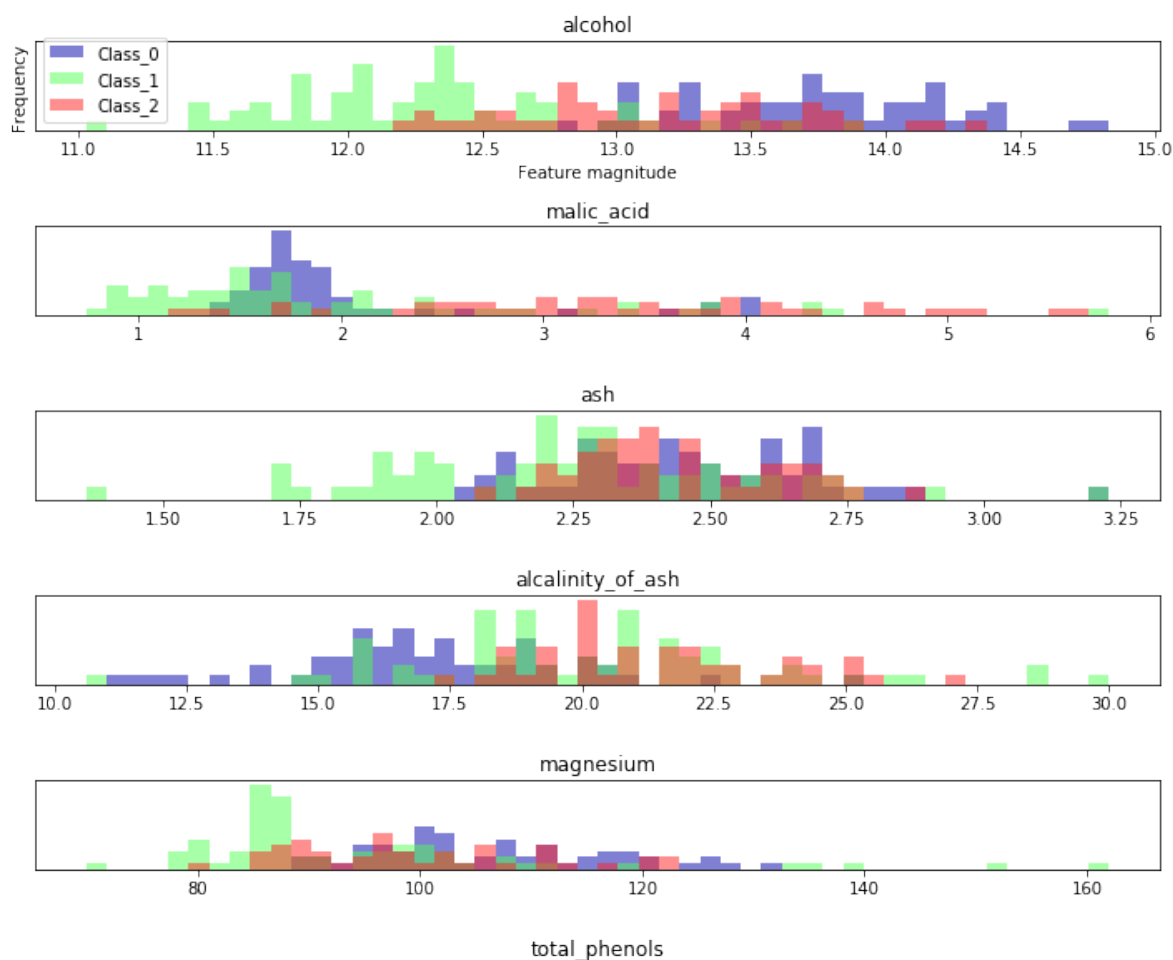 alcohol
Frequency
Class_0
Class_1
Class_2
11.0 11.5 12.0 12.5 13.0 13.5 14.0 14.5 15.0
Feature magnitude
malic_acid
1 2 3 4 5 6
ash
1.50 1.75 2.00 2.25 2.50 2.75 3.00 3.25
alcalinity_of_ash
10.0 12.5 15.0 17.5 20.0 22.5 25.0 27.5 30.0
magnesium
80 100 120 140 160
total_phenols